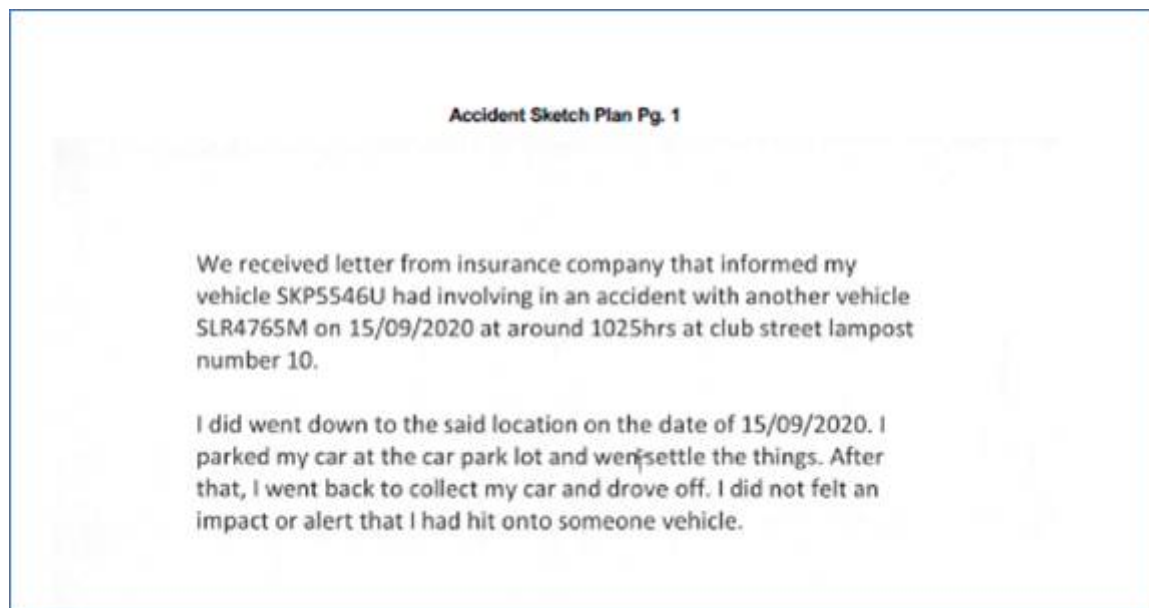 Accident Sketch Plan Pg. 1
We received letter from insurance company that informed my
vehicle SKP5546U had involving in an accident with another vehicle
SLR4765M on 15/09/2020 at around 1025hrs at club street lampost
number 10.
I did went down to the said location on the date of 15/09/2020. I
parked my car at the car park lot and wen settle the things. After
that, I went back to collect my car and drove off. I did not felt an
impact or alert that I had hit onto someone vehicle.